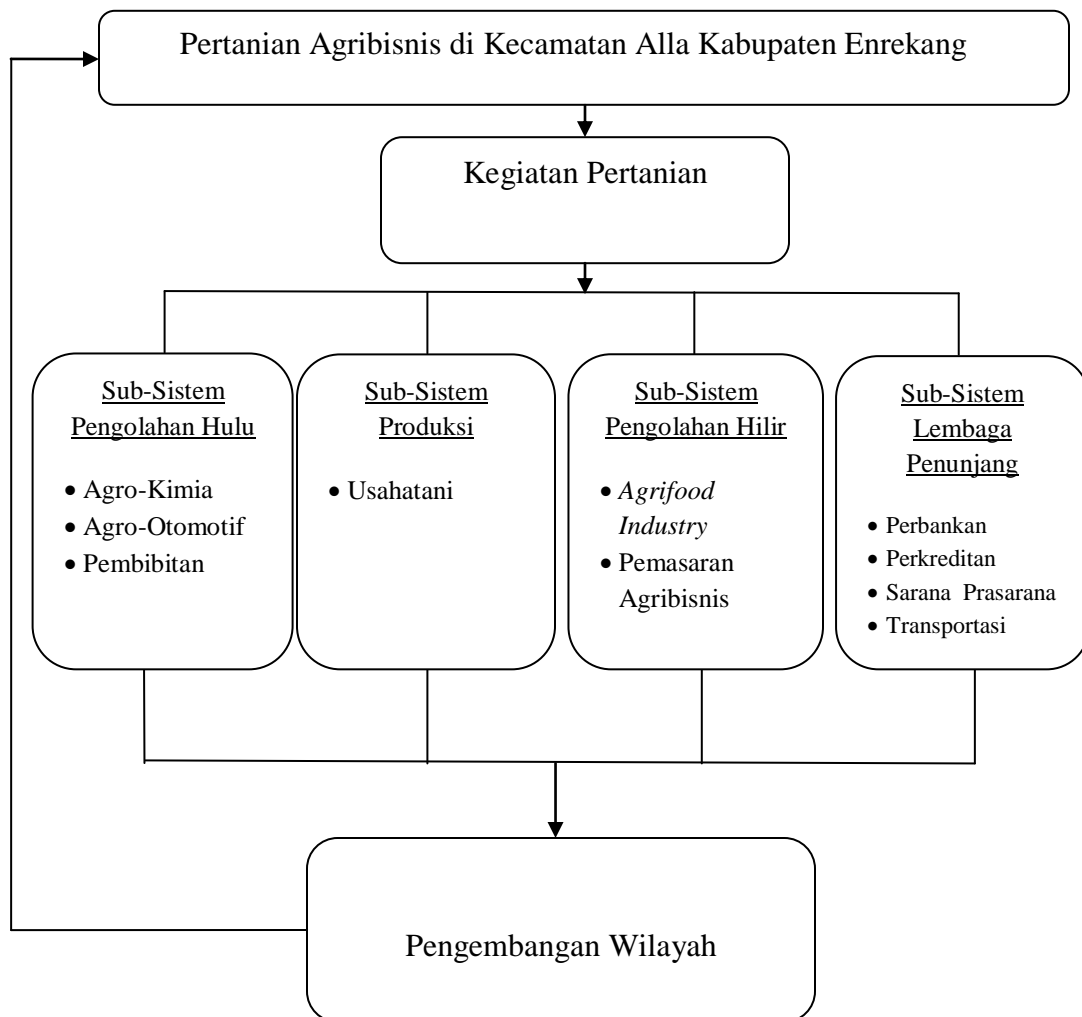 Pertanian Agribisnis di Kecamatan Alla Kabupaten Enrekang
Kegiatan Pertanian
Sub-Sistem
Pengolahan Hulu
• Agro-Kimia
• Agro-Otomotif
• Pembibitan
Sub-Sistem
Produksi
• Usahatani
Sub-Sistem
Pengolahan Hilir
• Agrifood
Industry
• Pemasaran
Agribisnis
Sub-Sistem
Lembaga
Penunjang
• Perbankan
• Perkreditan
• Sarana Prasarana
• Transportasi
Pengembangan Wilayah